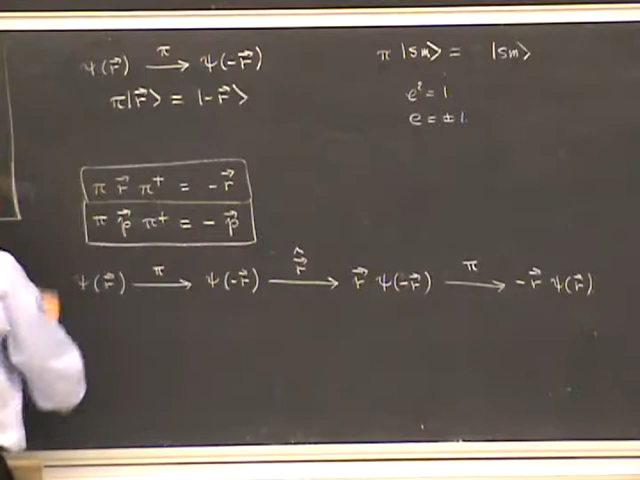 ψ(r⃗) —π→ ψ(-r⃗)
π|r⃗⟩ = |-r⃗⟩
π |sm⟩ = |sm⟩
e² = 1
e = ±1.
π r⃗ π† = -r⃗
π p⃗ π† = -p⃗
ψ(r⃗) —π→ ψ(-r⃗) —r⃗̂→ r⃗ ψ(-r⃗) —π→ -r⃗ ψ(r⃗)